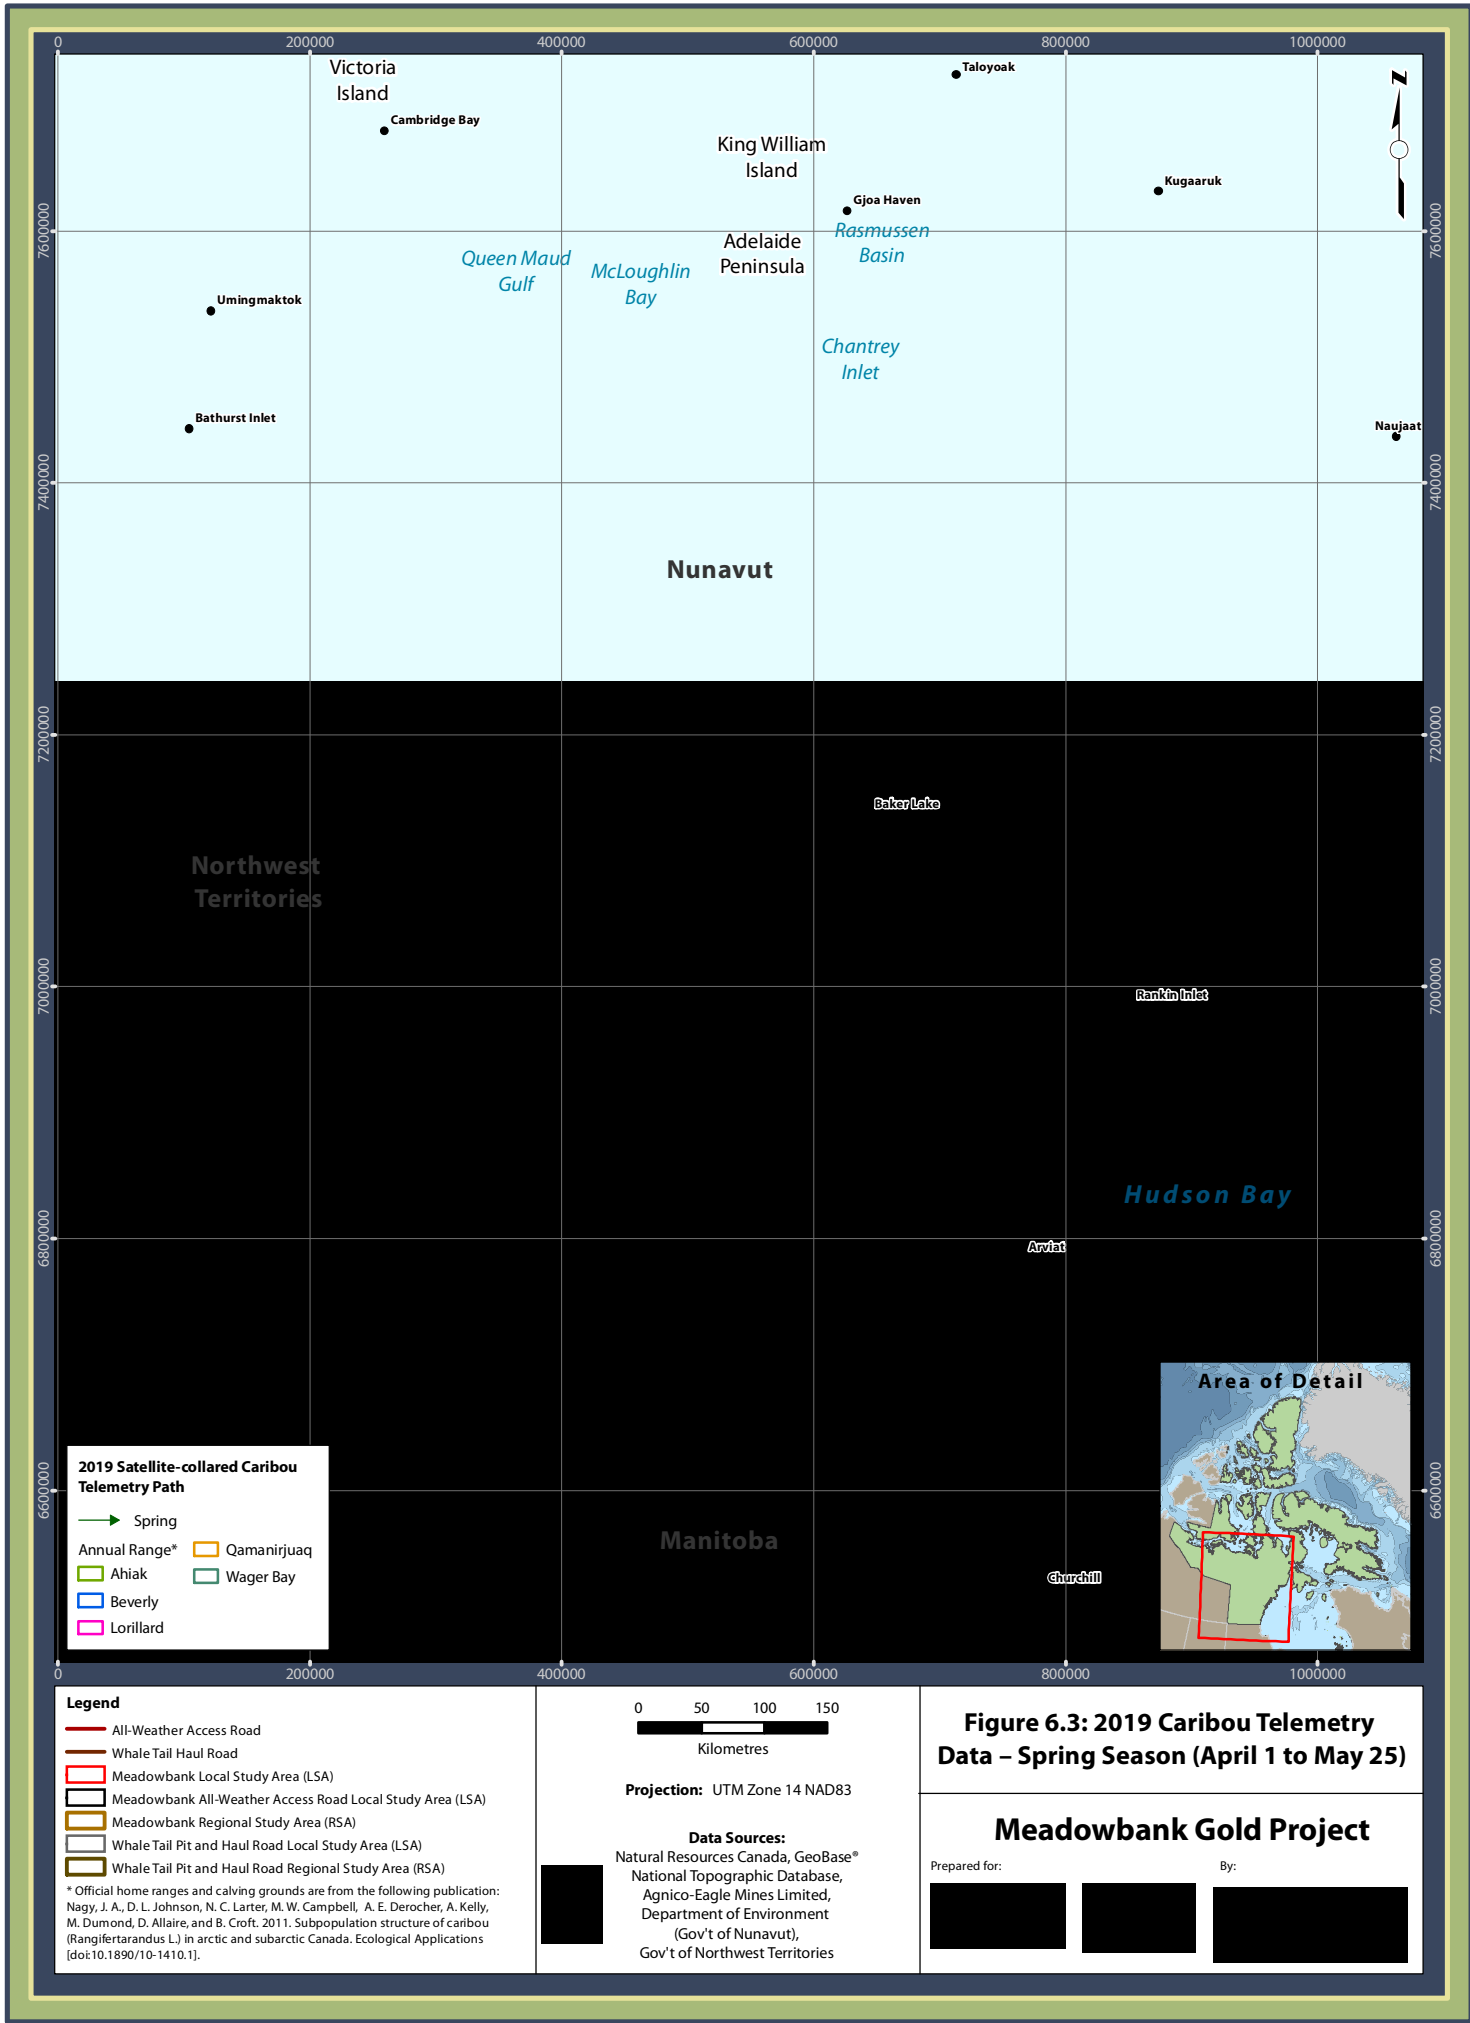 0 200000 400000 600000 800000 1000000
Victoria
Island
Taloyoak
Cambridge Bay
King William
Island
Kugaaruk
Gjoa Haven
N
7600000 7600000
Rasmussen
Basin
Adelaide
Peninsula
Queen Maud
Gulf
McLoughlin
Bay
Umingmaktok
Chantrey
Inlet
Bathurst Inlet
Naujaat
7400000 7400000
Nunavut
7200000 7200000
Baker Lake
Northwest
Territories
7000000 7000000
Rankin Inlet
Hudson Bay
6800000 6800000
Arviat
Area of Detail
6600000 6600000
Manitoba
Churchill
2019 Satellite-collared Caribou
Telemetry Path
Spring
Annual Range*
Ahiak
Beverly
Lorillard
Qamanirjuaq
Wager Bay
0 200000 400000 600000 800000 1000000
Legend
All-Weather Access Road
Whale Tail Haul Road
Meadowbank Local Study Area (LSA)
Meadowbank All-Weather Access Road Local Study Area (LSA)
Meadowbank Regional Study Area (RSA)
Whale Tail Pit and Haul Road Local Study Area (LSA)
Whale Tail Pit and Haul Road Regional Study Area (RSA)
* Official home ranges and calving grounds are from the following publication:
Nagy, J. A., D. L. Johnson, N. C. Larter, M. W. Campbell, A. E. Derocher, A. Kelly,
M. Dumond, D. Allaire, and B. Croft. 2011. Subpopulation structure of caribou
(Rangifertarandus L.) in arctic and subarctic Canada. Ecological Applications
[doi:10.1890/10-1410.1].
0 50 100 150
Kilometres
Projection: UTM Zone 14 NAD83
Data Sources:
Natural Resources Canada, GeoBase®
National Topographic Database,
Agnico-Eagle Mines Limited,
Department of Environment
(Gov't of Nunavut),
Gov't of Northwest Territories
Figure 6.3: 2019 Caribou Telemetry
Data – Spring Season (April 1 to May 25)
Meadowbank Gold Project
Prepared for: By: